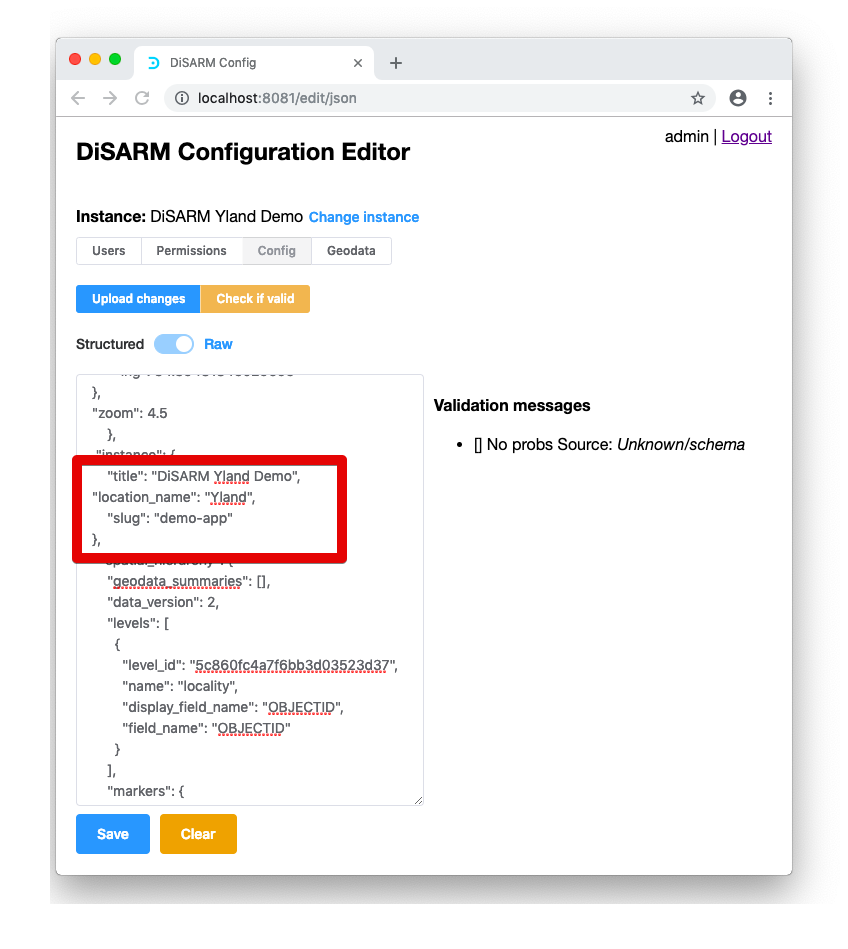 DiSARM Config
localhost:8081/edit/json
admin | Logout
DiSARM Configuration Editor
Instance: DiSARM Yland Demo Change instance
Users Permissions Config Geodata
Upload changes Check if valid
Structured Raw
},
"zoom": 4.5
},
"instance": {
"title": "DiSARM Yland Demo",
"location_name": "Yland",
"slug": "demo-app"
},
"geodata_summaries": [],
"data_version": 2,
"levels": [
{
"level_id": "5c860fc4a7f6bb3d03523d37",
"name": "locality",
"display_field_name": "OBJECTID",
"field_name": "OBJECTID"
}
],
"markers": {
Validation messages
• [] No probs Source: Unknown/schema
Save Clear